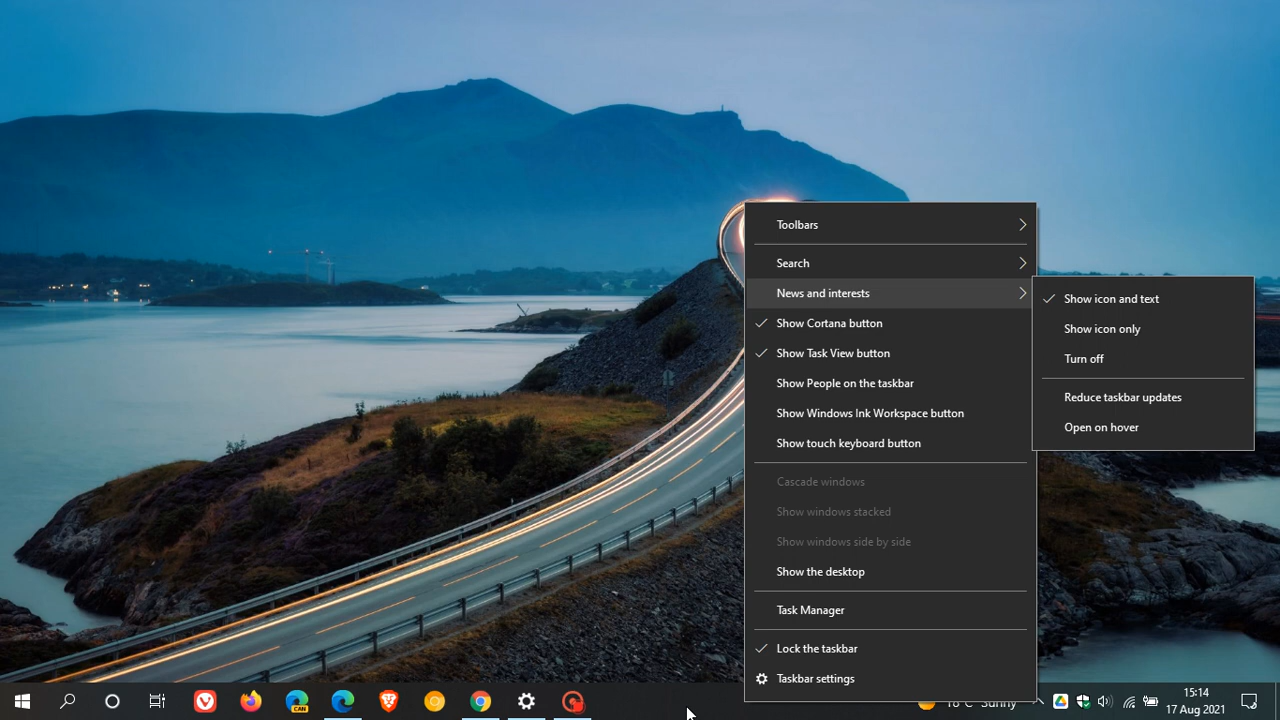 Toolbars
Search
News and interests
Show Cortana button
Show Task View button
Show People on the taskbar
Show Windows Ink Workspace button
Show touch keyboard button
Cascade windows
Show windows stacked
Show windows side by side
Show the desktop
Task Manager
Lock the taskbar
Taskbar settings
Show icon and text
Show icon only
Turn off
Reduce taskbar updates
Open on hover
CAN
18°C Sunny
15:14
17 Aug 2021